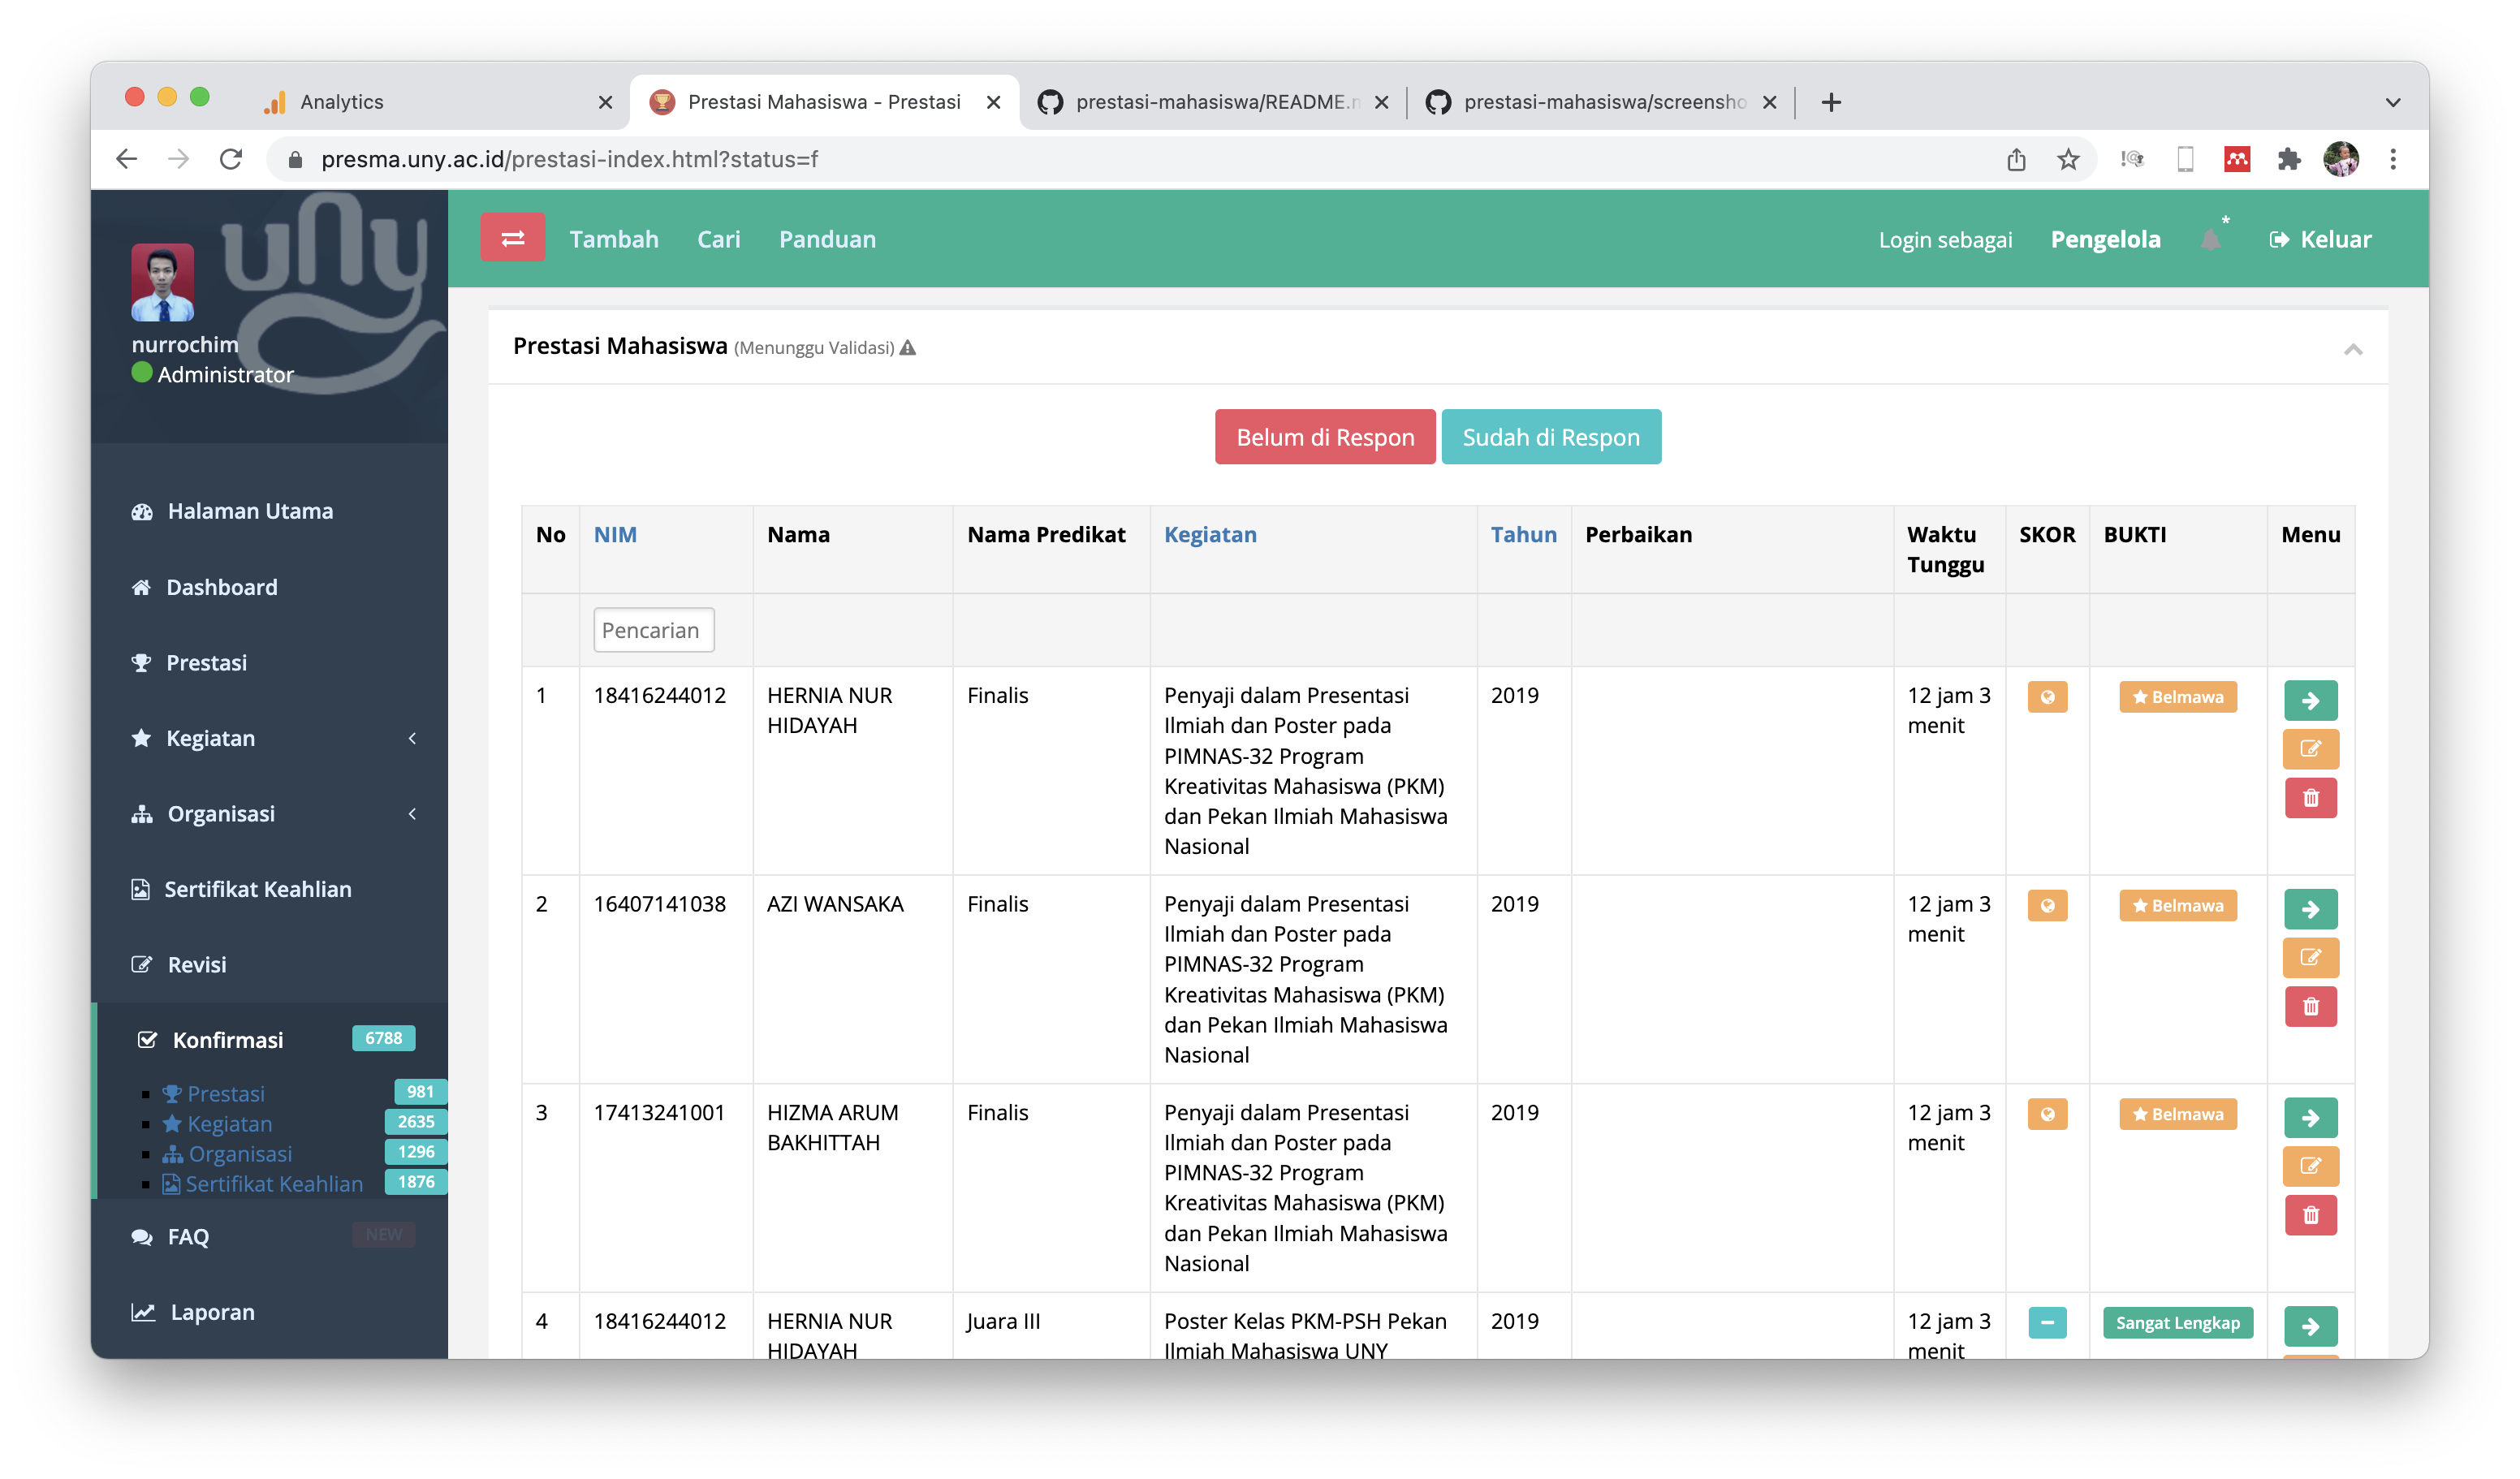 Analytics
Prestasi Mahasiswa - Prestasi
prestasi-mahasiswa/README.
prestasi-mahasiswa/screensho
presma.uny.ac.id/prestasi-index.html?status=f
uny
nurrochim
Administrator
Tambah Cari Panduan
Login sebagai Pengelola * Keluar
Halaman Utama
Dashboard
Prestasi
Kegiatan
Organisasi
Sertifikat Keahlian
Revisi
Konfirmasi 6788
Prestasi 981
Kegiatan 2635
Organisasi 1296
Sertifikat Keahlian 1876
FAQ NEW
Laporan
Prestasi Mahasiswa (Menunggu Validasi)
Belum di Respon Sudah di Respon
No NIM Nama Nama Predikat Kegiatan Tahun Perbaikan Waktu SKOR BUKTI Menu
Tunggu
Pencarian
1 18416244012 HERNIA NUR Finalis Penyaji dalam Presentasi 2019 12 jam 3 Belmawa
HIDAYAH Ilmiah dan Poster pada menit
PIMNAS-32 Program
Kreativitas Mahasiswa (PKM)
dan Pekan Ilmiah Mahasiswa
Nasional
2 16407141038 AZI WANSAKA Finalis Penyaji dalam Presentasi 2019 12 jam 3 Belmawa
Ilmiah dan Poster pada menit
PIMNAS-32 Program
Kreativitas Mahasiswa (PKM)
dan Pekan Ilmiah Mahasiswa
Nasional
3 17413241001 HIZMA ARUM Finalis Penyaji dalam Presentasi 2019 12 jam 3 Belmawa
BAKHITTAH Ilmiah dan Poster pada menit
PIMNAS-32 Program
Kreativitas Mahasiswa (PKM)
dan Pekan Ilmiah Mahasiswa
Nasional
4 18416244012 HERNIA NUR Juara III Poster Kelas PKM-PSH Pekan 2019 12 jam 3 Sangat Lengkap
HIDAYAH Ilmiah Mahasiswa UNY menit